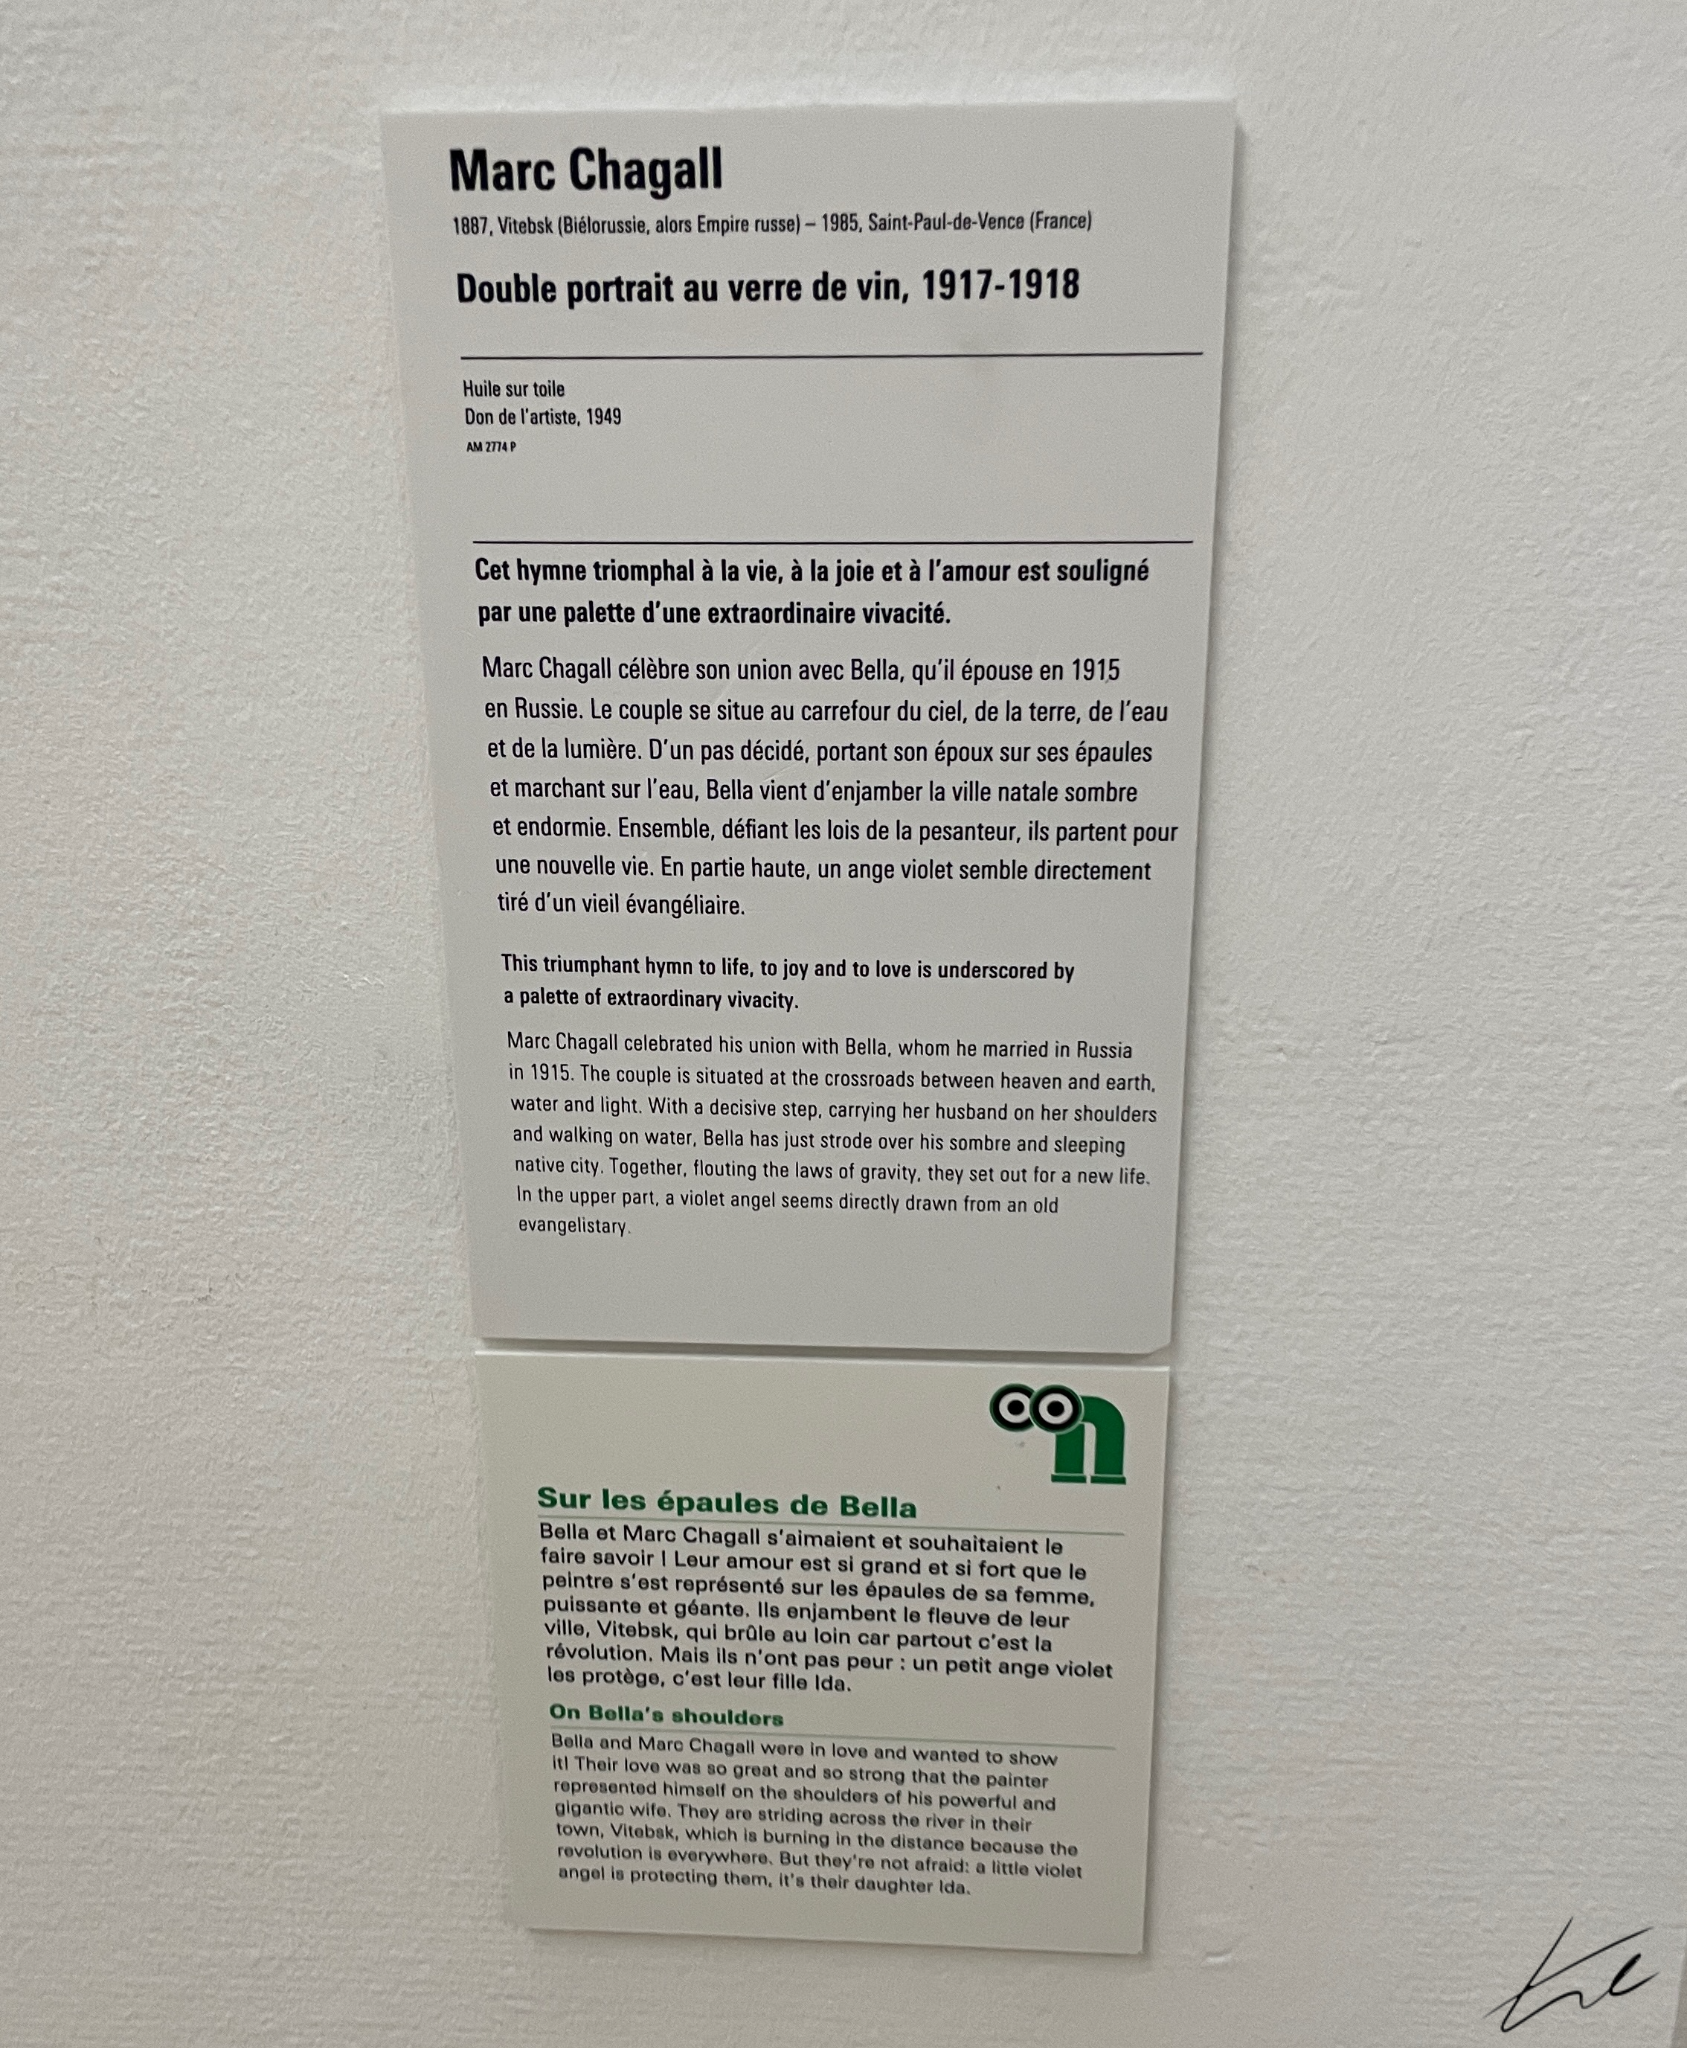 Marc Chagall
1887, Vitebsk (Biélorussie, alors Empire russe) – 1985, Saint-Paul-de-Vence (France)
Double portrait au verre de vin, 1917-1918
Huile sur toile
Don de l'artiste, 1949
AM 2774 P
Cet hymne triomphal à la vie, à la joie et à l'amour est souligné
par une palette d'une extraordinaire vivacité.
Marc Chagall célèbre son union avec Bella, qu'il épouse en 1915
en Russie. Le couple se situe au carrefour du ciel, de la terre, de l'eau
et de la lumière. D'un pas décidé, portant son époux sur ses épaules
et marchant sur l'eau, Bella vient d'enjamber la ville natale sombre
et endormie. Ensemble, défiant les lois de la pesanteur, ils partent pour
une nouvelle vie. En partie haute, un ange violet semble directement
tiré d'un vieil évangéliaire.
This triumphant hymn to life, to joy and to love is underscored by
a palette of extraordinary vivacity.
Marc Chagall celebrated his union with Bella, whom he married in Russia
in 1915. The couple is situated at the crossroads between heaven and earth,
water and light. With a decisive step, carrying her husband on her shoulders
and walking on water, Bella has just strode over his sombre and sleeping
native city. Together, flouting the laws of gravity, they set out for a new life.
In the upper part, a violet angel seems directly drawn from an old
evangelistary.
Sur les épaules de Bella
Bella et Marc Chagall s'aimaient et souhaitaient le
faire savoir ! Leur amour est si grand et si fort que le
peintre s'est représenté sur les épaules de sa femme,
puissante et géante. Ils enjambent le fleuve de leur
ville, Vitebsk, qui brûle au loin car partout c'est la
révolution. Mais ils n'ont pas peur : un petit ange violet
les protège, c'est leur fille Ida.
On Bella's shoulders
Bella and Marc Chagall were in love and wanted to show
it! Their love was so great and so strong that the painter
represented himself on the shoulders of his powerful and
gigantic wife. They are striding across the river in their
town, Vitebsk, which is burning in the distance because the
revolution is everywhere. But they're not afraid: a little violet
angel is protecting them, it's their daughter Ida.